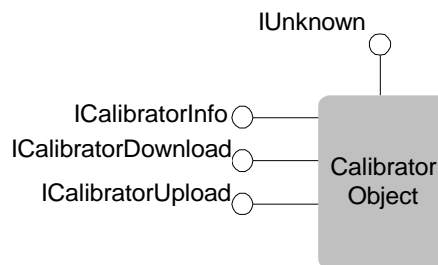 IUnknown
ICalibratorInfo
ICalibratorDownload
ICalibratorUpload
Calibrator
Object